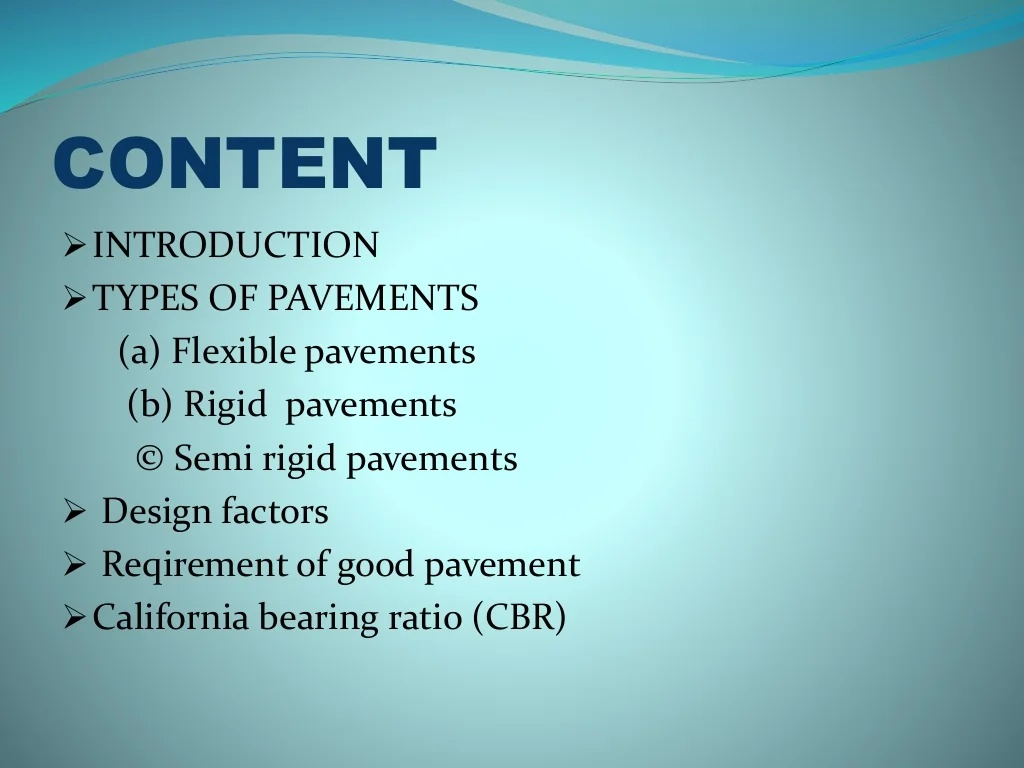 CONTENT
➢INTRODUCTION
➢TYPES OF PAVEMENTS
(a) Flexible pavements
(b) Rigid  pavements
© Semi rigid pavements
➢ Design factors
➢ Reqirement of good pavement
➢California bearing ratio (CBR)